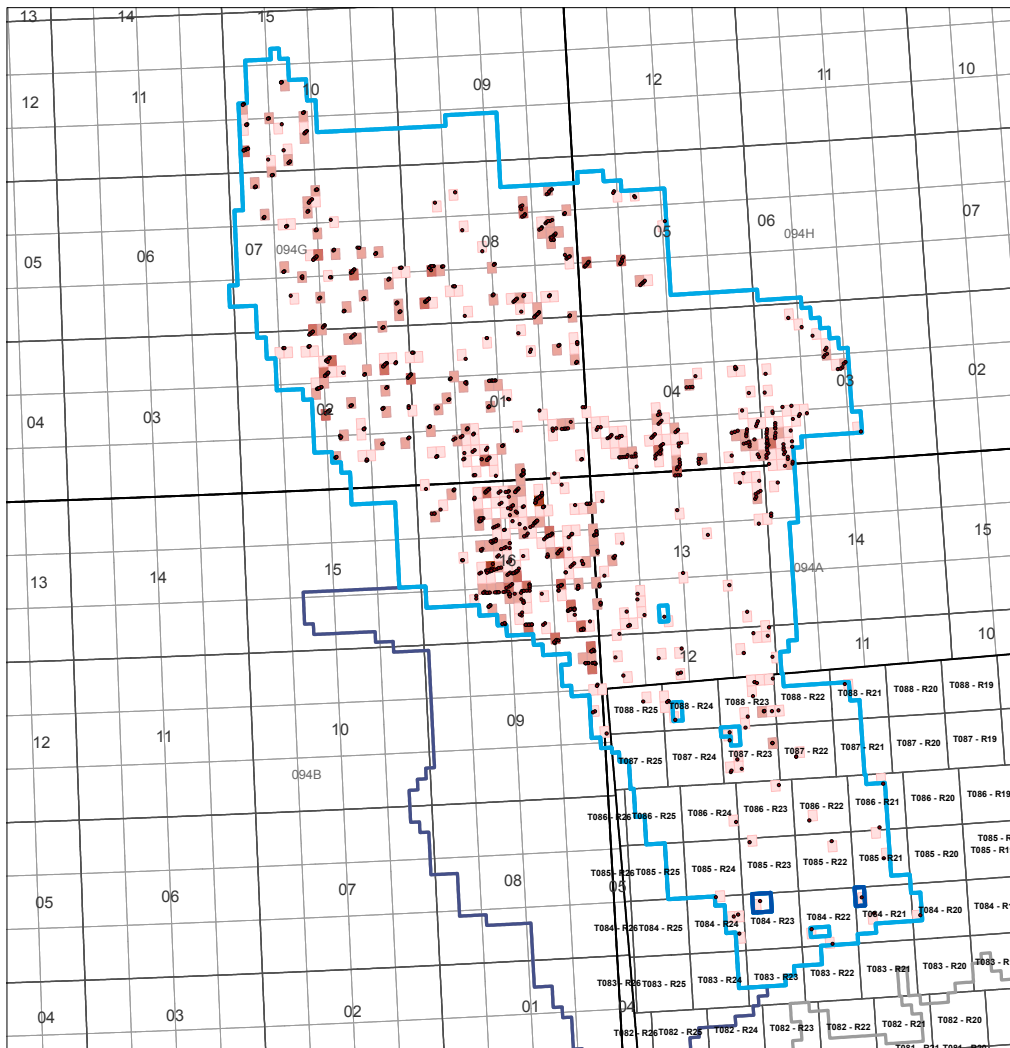 13
15
12
11
10
09
12
11
10
05
06
07
094G
08
05
06
094H
07
04
03
02
01
04
03
02
13
14
15
16
13
094A
14
15
12
11
10
12
11
10
094B
09
05
06
07
08
05
04
03
02
01
04
T088 - R25
T088 - R24
T088 - R23
T088 - R22
T088 - R21
T088 - R20
T088 - R19
T087 - R25
T087 - R24
T087 - R23
T087 - R22
T087 - R21
T087 - R20
T087 - R19
T086 - R26
T086 - R25
T086 - R24
T086 - R23
T086 - R22
T086 - R21
T086 - R20
T086 - R19
T085 - R26
T085 - R25
T085 - R24
T085 - R23
T085 - R22
T085 - R21
T085 - R20
T084 - R26
T084 - R25
T084 - R24
T084 - R23
T084 - R22
T084 - R21
T084 - R20
T083 - R26
T083 - R25
T083 - R24
T083 - R23
T083 - R22
T083 - R21
T083 - R20
T082 - R26
T082 - R25
T082 - R24
T082 - R23
T082 - R22
T082 - R21
T082 - R20